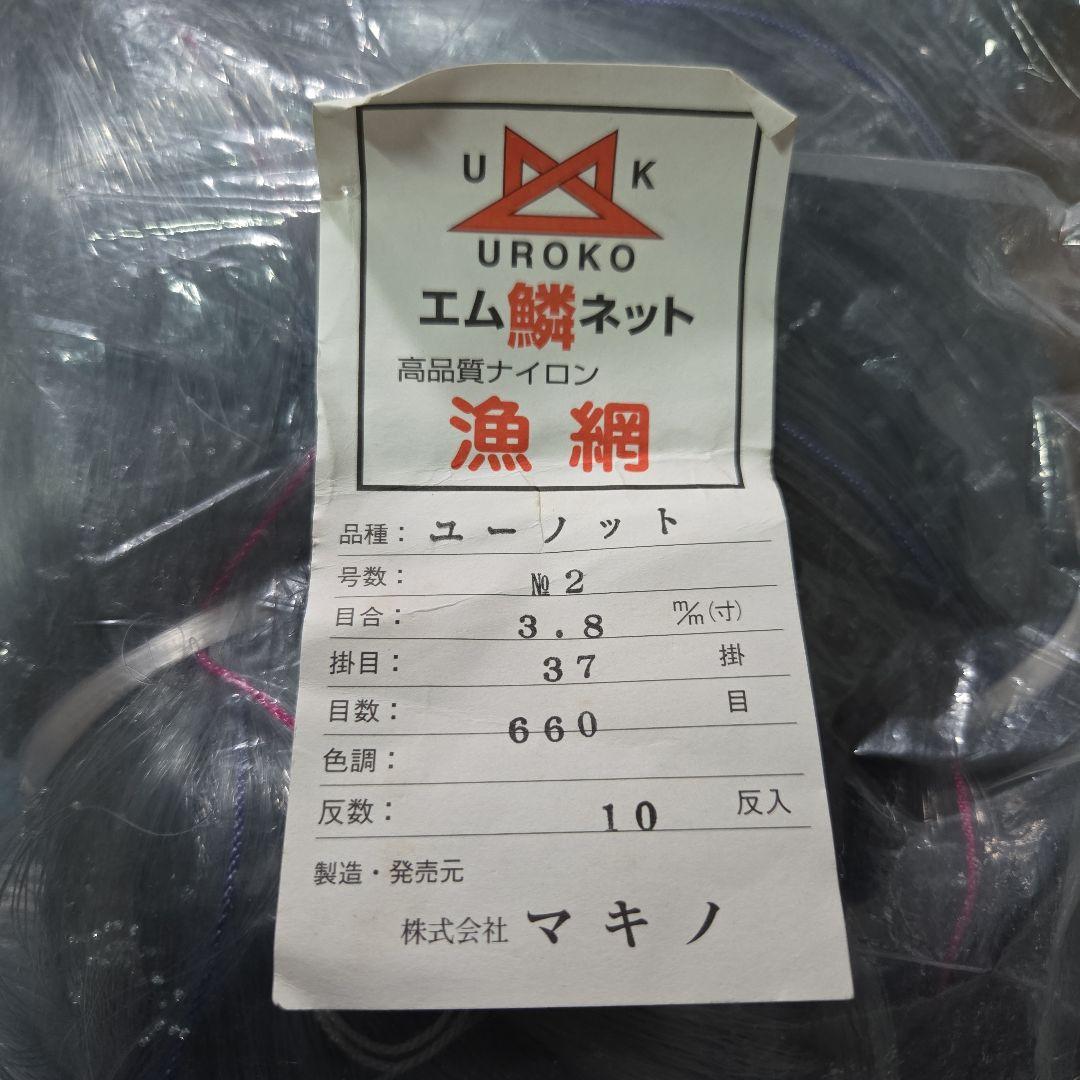 U K
UROKO
エム鱗ネット
高品質ナイロン
漁網
品種： ユーノット
号数： №2
目合： 3.8 m/m(寸)
掛目： 37 掛
目数： 660 目
色調：
反数： 10 反入
製造・発売元
株式会社 マキノ